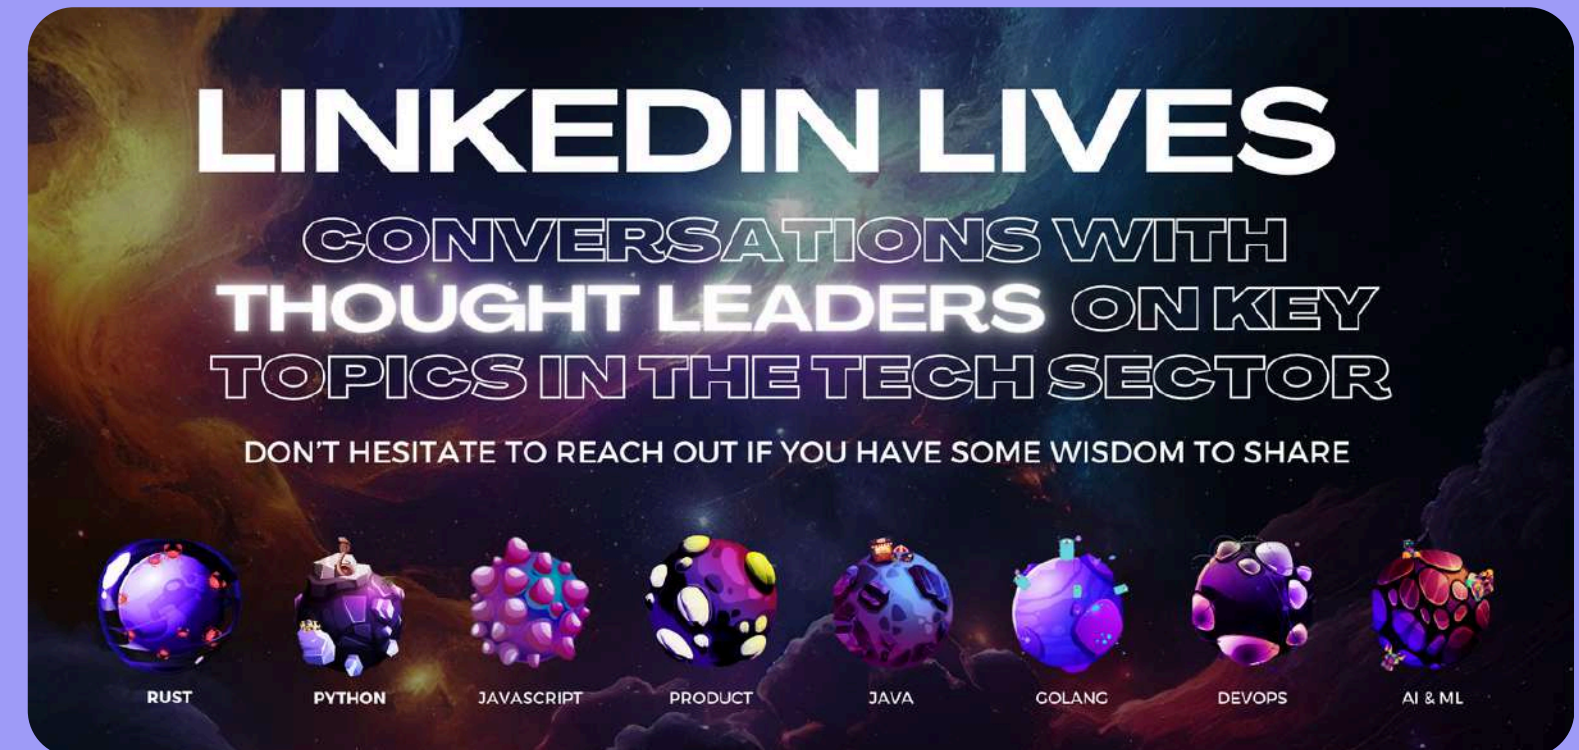 LINKEDIN LIVES
CONVERSATIONS WITH
THOUGHT LEADERS ON KEY
TOPICS IN THE TECH SECTOR
DON'T HESITATE TO REACH OUT IF YOU HAVE SOME WISDOM TO SHARE
RUST PYTHON JAVASCRIPT PRODUCT JAVA GOLANG DEVOPS AI & ML